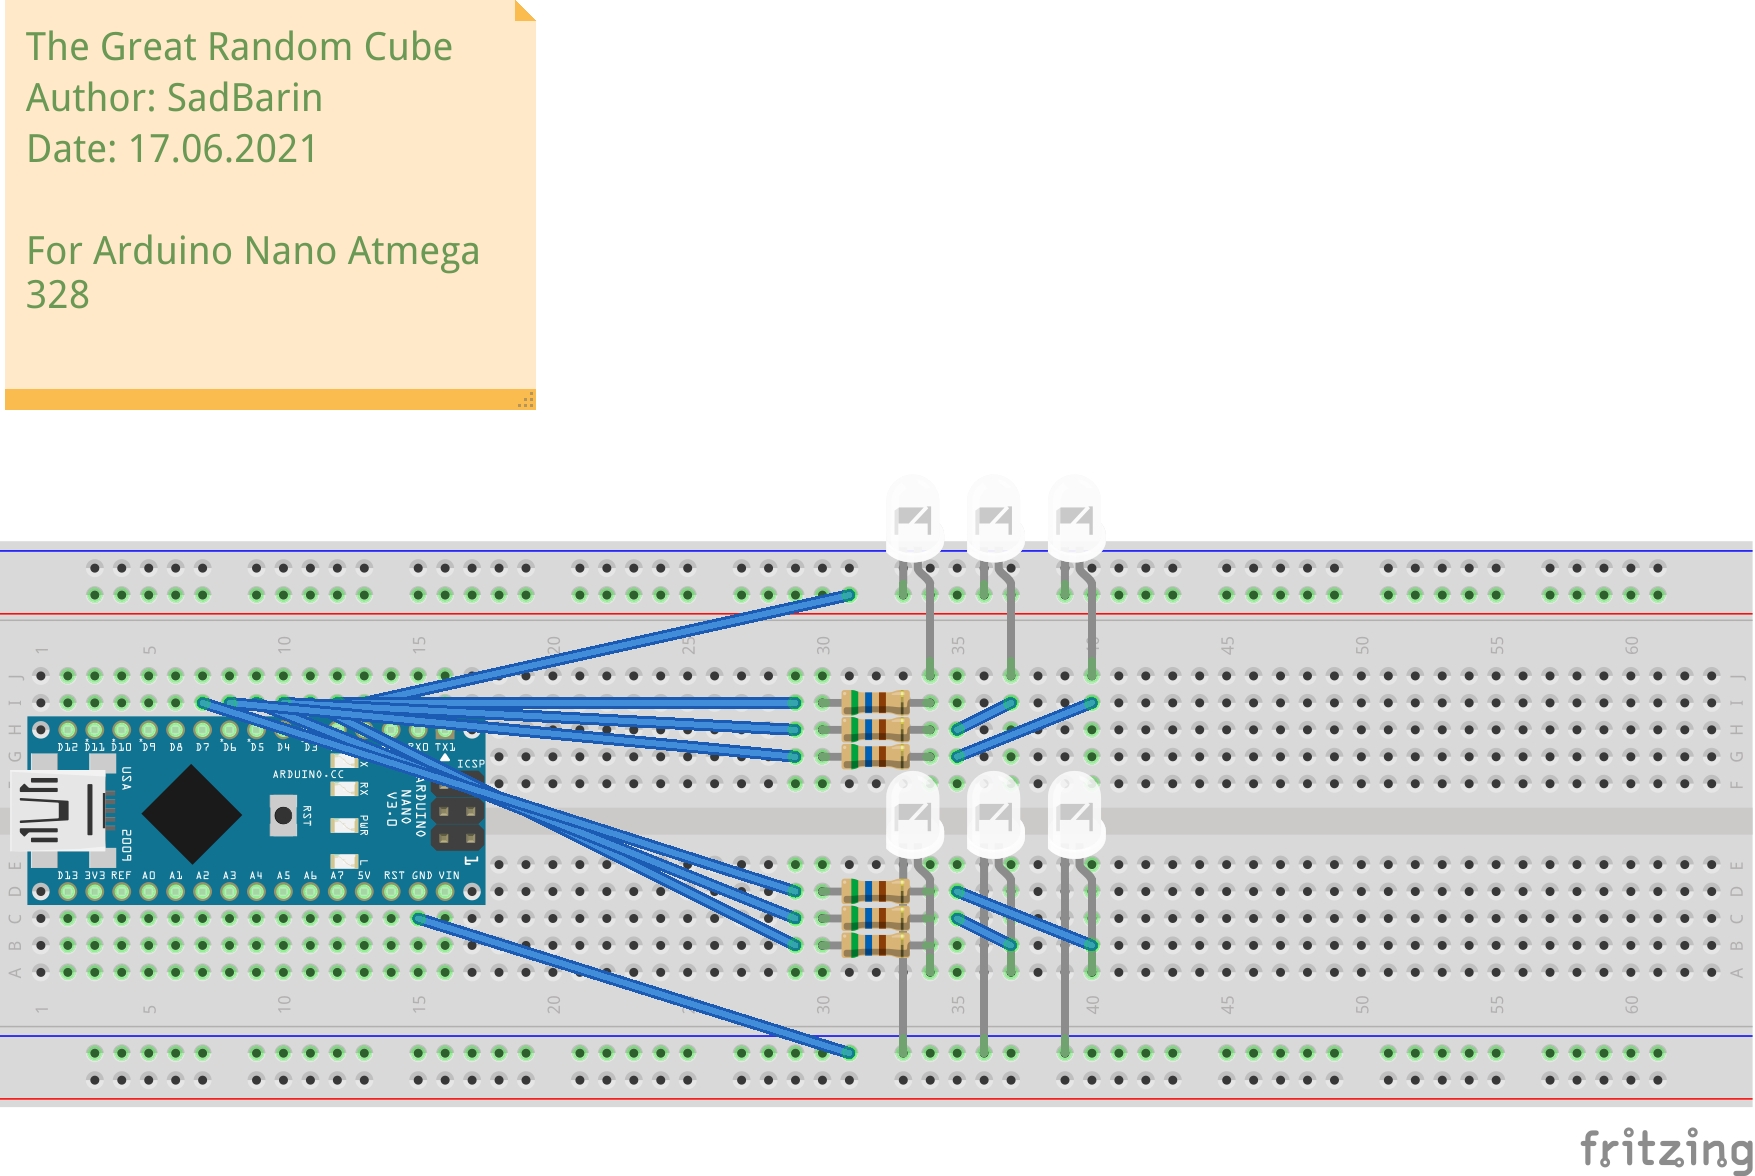 The Great Random Cube
Author: SadBarin
Date: 17.06.2021
For Arduino Nano Atmega
328
1 5 10 15 20 25 30 35 40 45 50 55 60
J J
I I
H H
G G
F
D12 D11 D10 D9 D8 D7 D6 D5 D4 D3 RX0 TX1
ICSP
ARDUINO.CC
USA
2009
RST
RX
PWR
L
ARDUINO
NANO
V3.0
1
D13 3V3 REF A0 A1 A2 A3 A4 A5 A6 A7 5V RST GND VIN
E E
D D
C C
B B
A A
1 5 10 15 20 30 35 40 45 50 55 60
fritzing